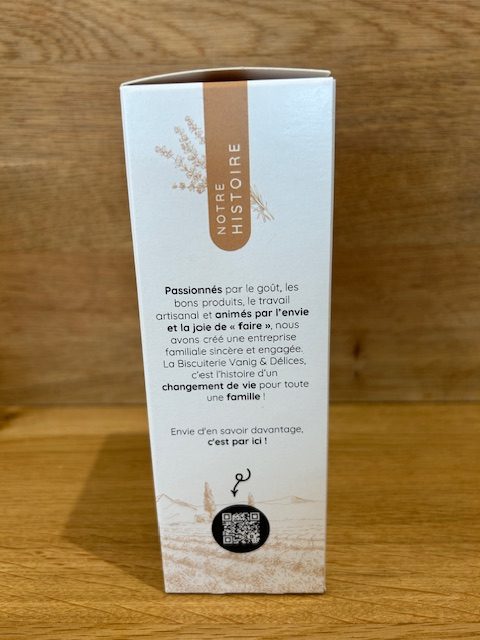 NOTRE
HISTOIRE
Passionnés par le goût, les
bons produits, le travail
artisanal et animés par l'envie
et la joie de « faire », nous
avons créé une entreprise
familiale sincère et engagée.
La Biscuiterie Vanig & Délices,
c'est l'histoire d'un
changement de vie pour toute
une famille !
Envie d'en savoir davantage,
c'est par ici !